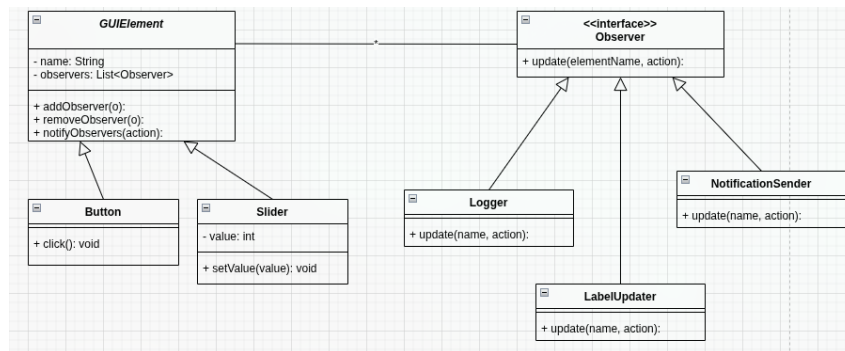 GUIElement
- name: String
- observers: List<Observer>
+ addObserver(o):
+ removeObserver(o):
+ notifyObservers(action):
*
<<interface>>
Observer
+ update(elementName, action):
Button
+ click(): void
Slider
- value: int
+ setValue(value): void
Logger
+ update(name, action):
NotificationSender
+ update(name, action):
LabelUpdater
+ update(name, action):